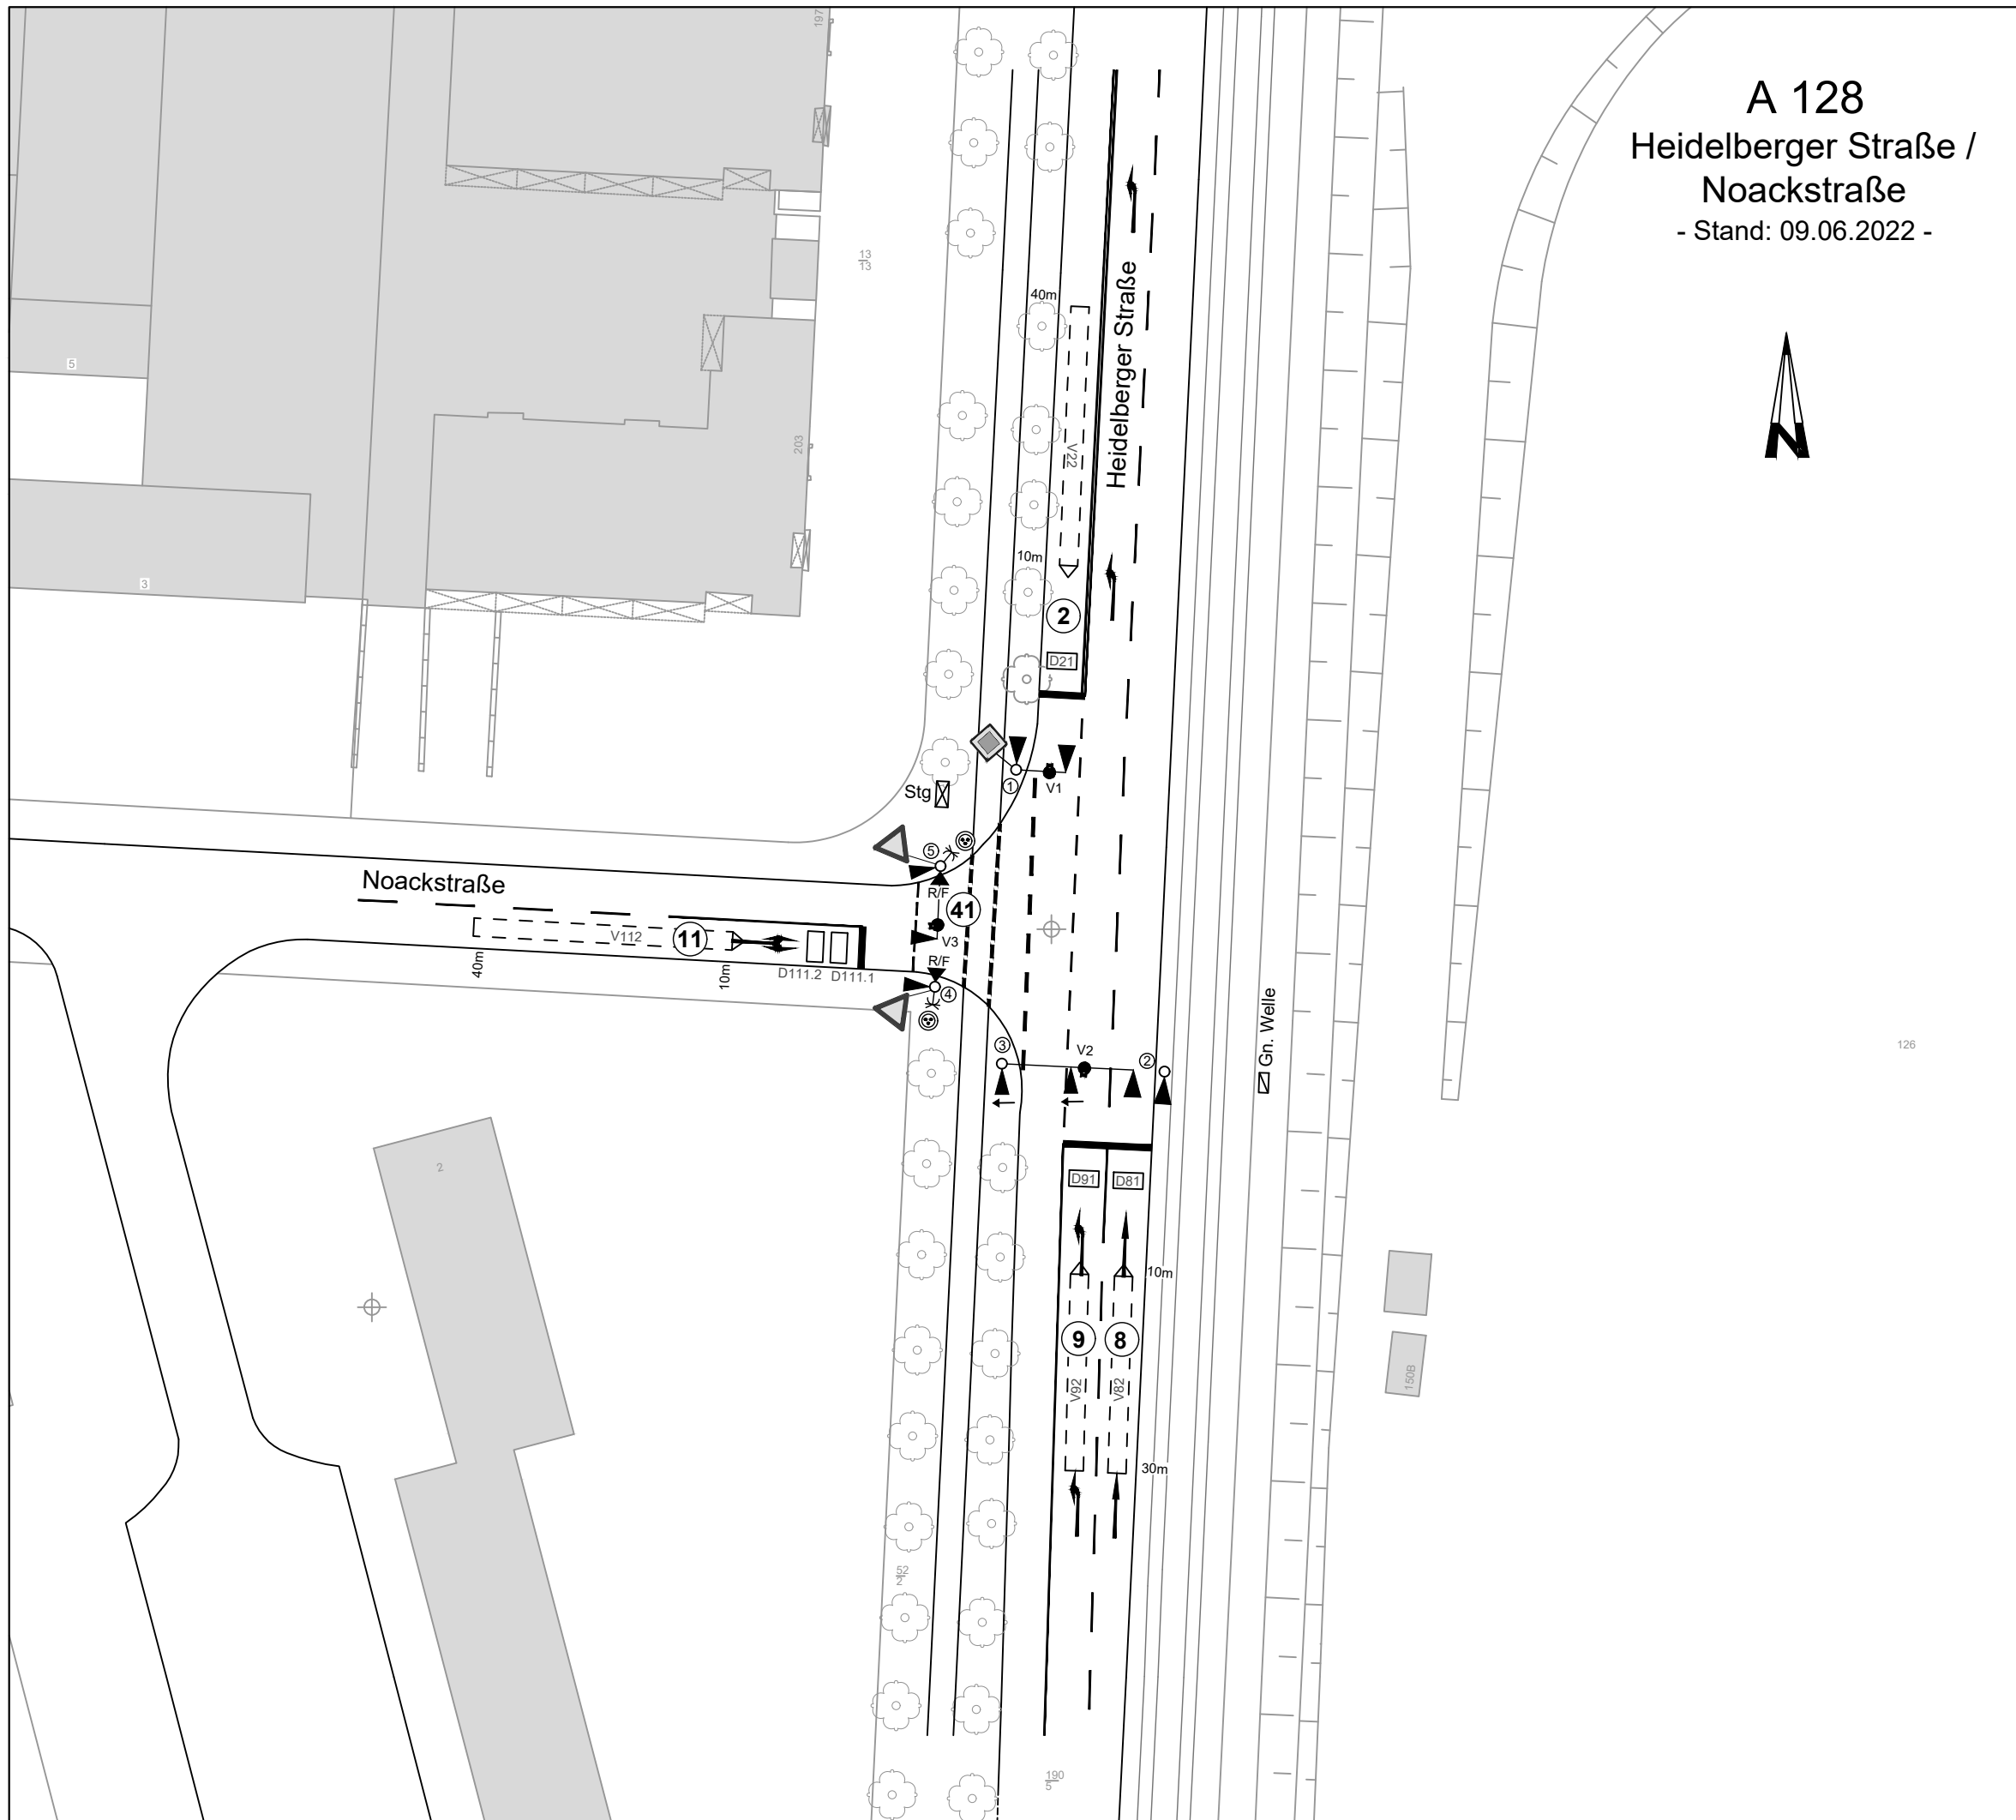 A 128
Heidelberger Straße /
Noackstraße
- Stand: 09.06.2022 -
N
197
13
13
5
203
3
40m
Heidelberger Straße
V22
10m
2
D21
1
V1
Stg
5
R/F
41
Noackstraße
V112
11
V3
40m
10m
D111.2
D111.1
R/F
4
3
V2
2
Gn. Welle
126
2
D91
D81
10m
9
8
V92
V82
150B
30m
52
2
190
5